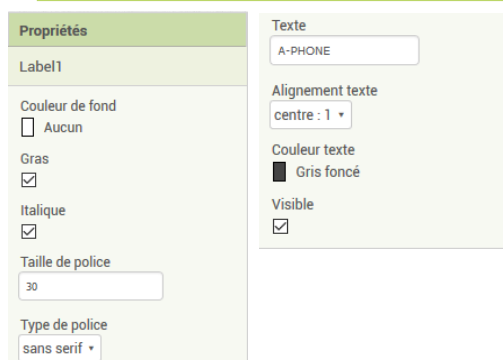 Propriétés
Label1
Couleur de fond
Aucun
Gras
Italique
Taille de police
30
Type de police
sans serif
Texte
A-PHONE
Alignement texte
centre : 1
Couleur texte
Gris foncé
Visible